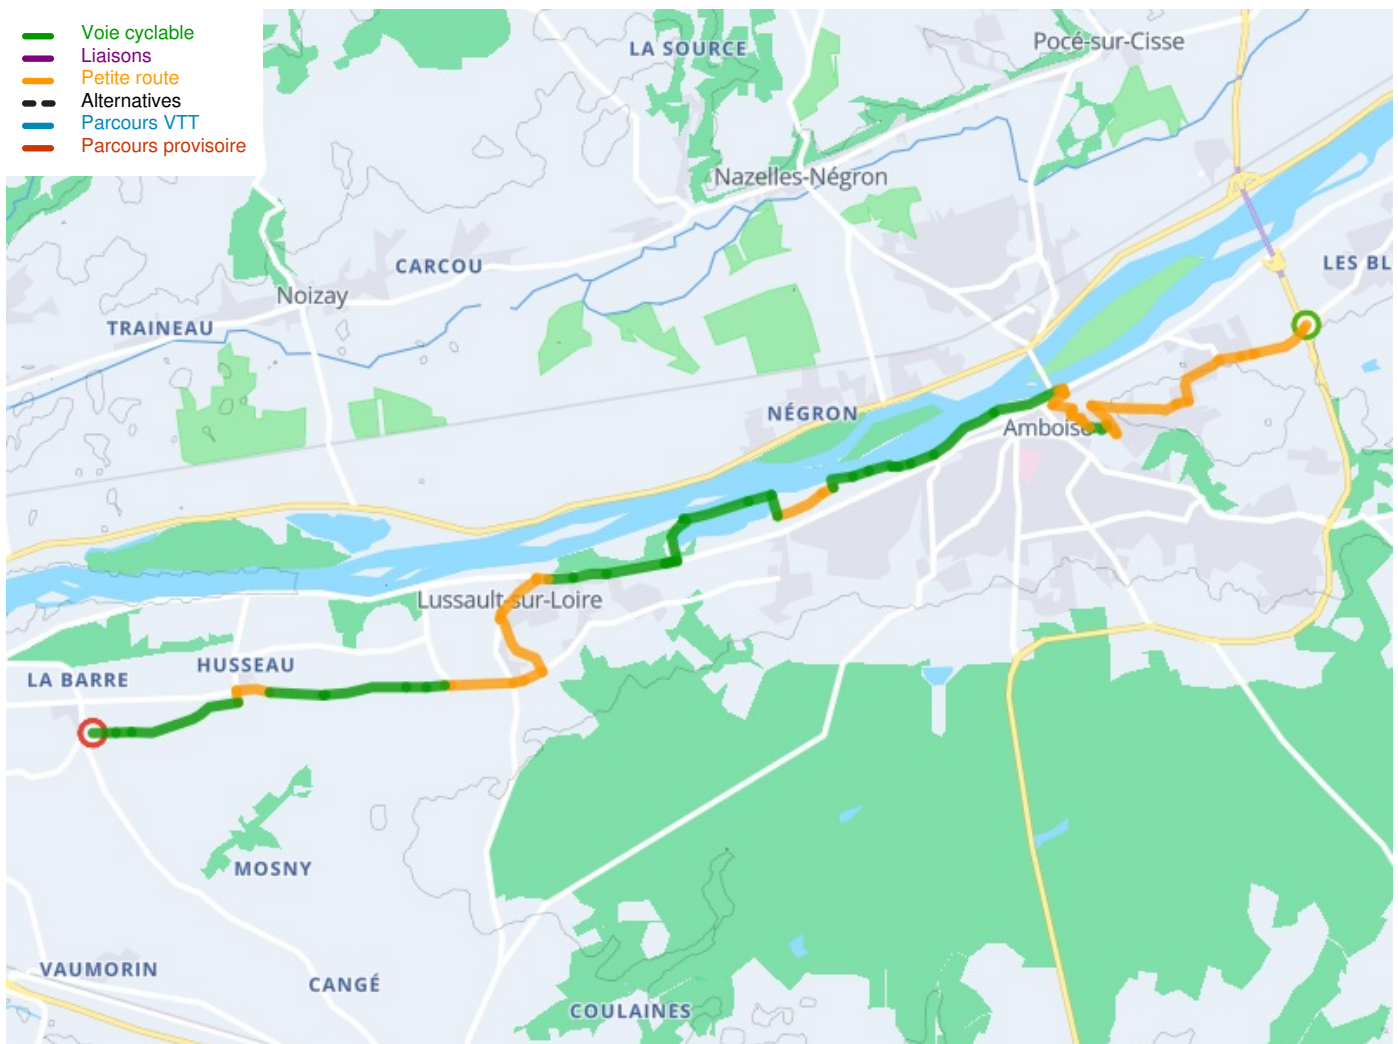 Voie cyclable
Liaisons
Petite route
Alternatives
Parcours VTT
Parcours provisoire
LA SOURCE
Pocé-sur-Cisse
Nazelles-Négron
CARCOU
LES BL
Noizay
TRAINEAU
NÉGRON
Amboise
Lussault-sur-Loire
HUSSEAU
LA BARRE
MOSNY
VAUMORIN
CANGÉ
COULAINES